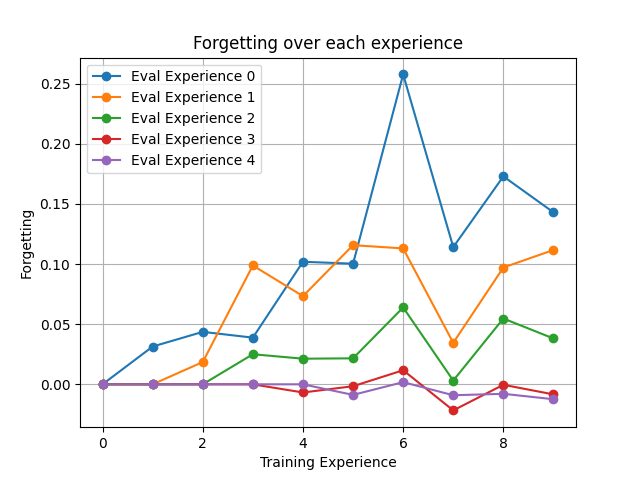 Forgetting over each experience
Eval Experience 0
Eval Experience 1
Eval Experience 2
Eval Experience 3
Eval Experience 4
Forgetting
0.25
0.20
0.15
0.10
0.05
0.00
0 2 4 6 8
Training Experience